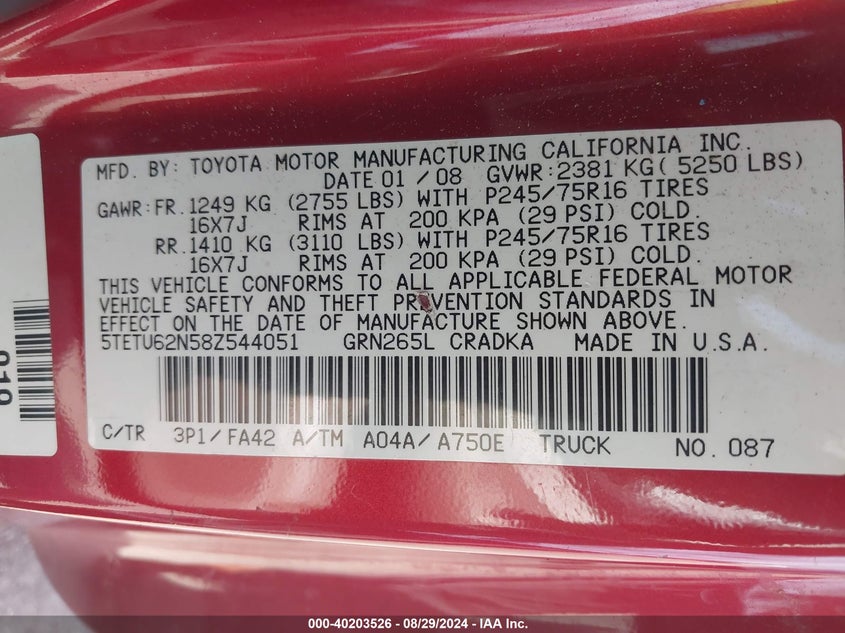 MFD. BY: TOYOTA MOTOR MANUFACTURING CALIFORNIA INC.
DATE 01 / 08 GVWR: 2381 KG ( 5250 LBS)
GAWR: FR. 1249 KG (2755 LBS) WITH P245/75R16 TIRES
16X7J RIMS AT 200 KPA (29 PSI) COLD.
RR. 1410 KG (3110 LBS) WITH P245/75R16 TIRES
16X7J RIMS AT 200 KPA (29 PSI) COLD.
THIS VEHICLE CONFORMS TO ALL APPLICABLE FEDERAL MOTOR
VEHICLE SAFETY AND THEFT PREVENTION STANDARDS IN
EFFECT ON THE DATE OF MANUFACTURE SHOWN ABOVE.
5TETU62N58Z544051 GRN265L CRADKA MADE IN U.S.A.
C/TR 3P1/FA42 A/TM A04A/A750E TRUCK NO. 087
000-40203526 - 08/29/2024 - IAA Inc.